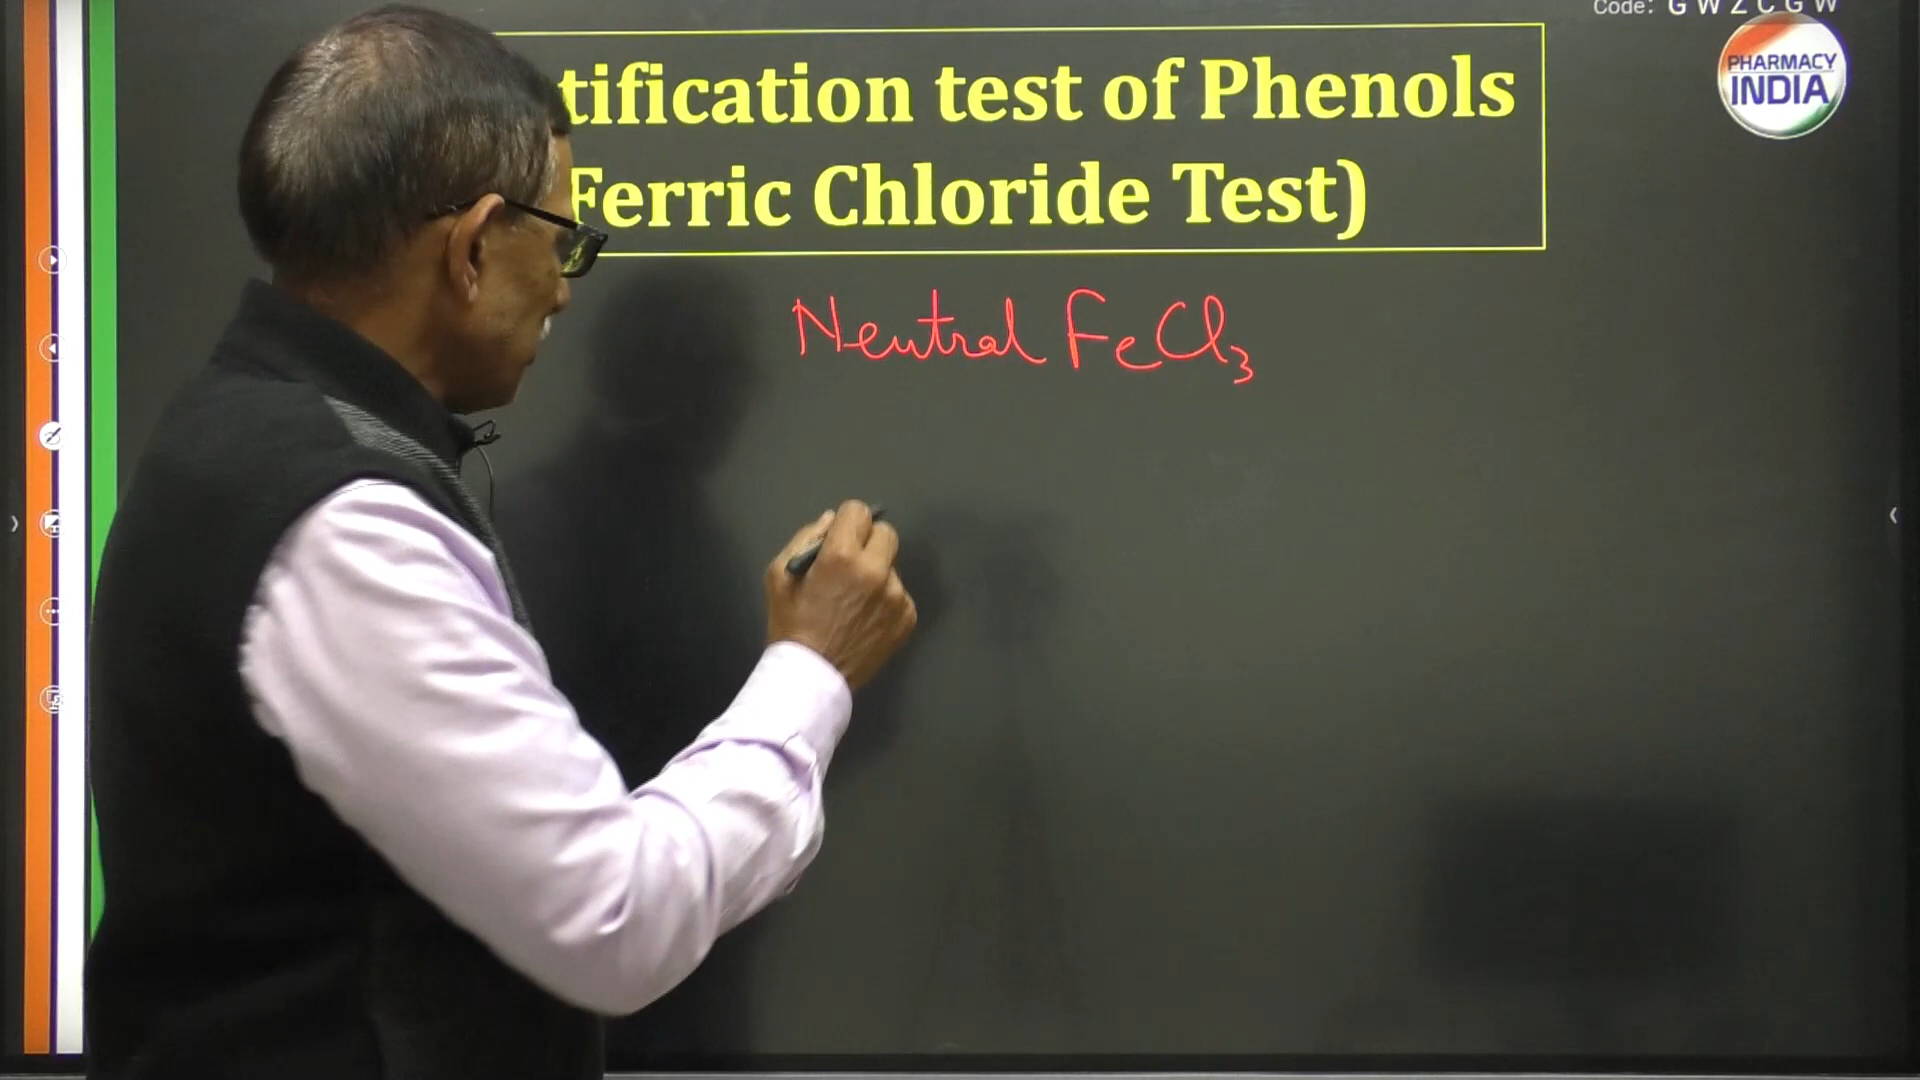 Code: G W Z C G W
PHARMACY
INDIA
tification test of Phenols
Ferric Chloride Test)
Neutral FeCl₃